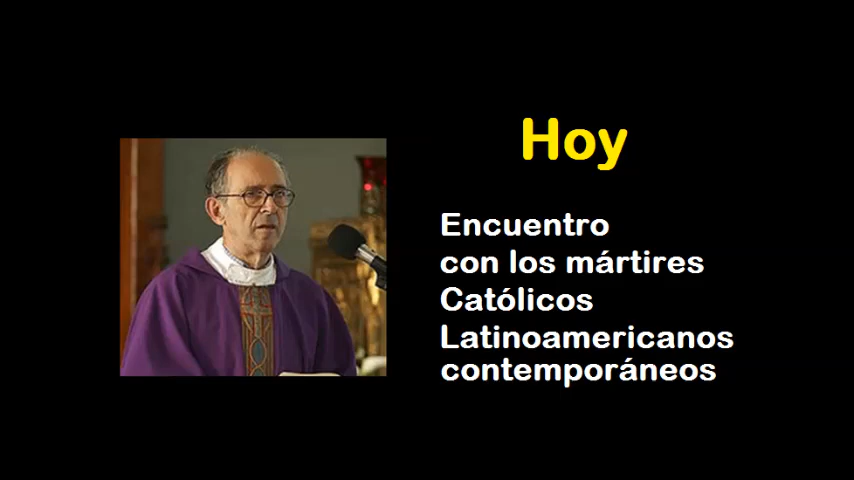 Hoy
Encuentro
con los mártires
Católicos
Latinoamericanos
contemporáneos